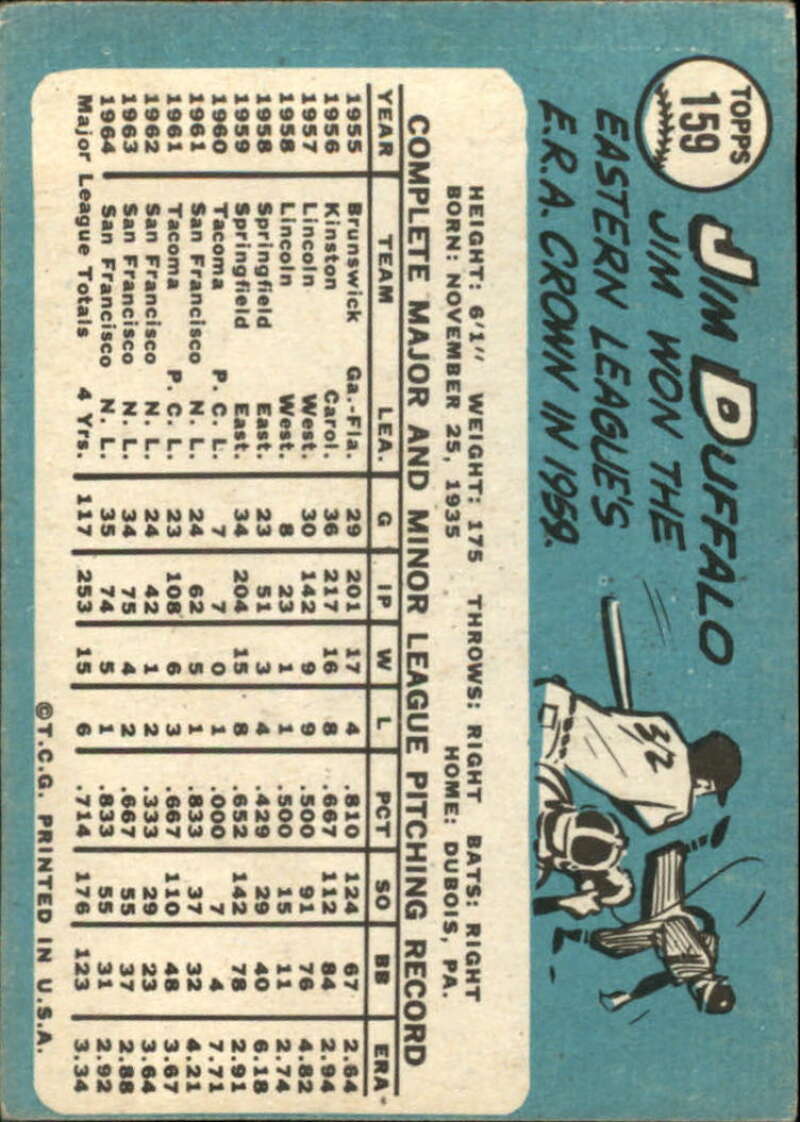 TOPPS
159
JIM DUFFALO
JIM WON THE
EASTERN LEAGUE'S
E.R.A. CROWN IN 1959.
32
HEIGHT: 6'1" WEIGHT: 175 THROWS: RIGHT BATS: RIGHT
BORN: NOVEMBER 25, 1935 HOME: DUBOIS, PA.
COMPLETE MAJOR AND MINOR LEAGUE PITCHING RECORD
YEAR TEAM LEA. G IP W L PCT SO BB ERA
1955 Brunswick Ga.-Fla. 29 201 17 4 .810 124 67 2.64
1956 Kinston Carol. 36 217 16 8 .667 112 84 2.94
1957 Lincoln West. 30 142 9 9 .500 91 76 4.82
1958 Lincoln West. 8 23 1 1 .500 15 11 2.74
1958 Springfield East. 23 51 3 4 .429 29 40 6.18
1959 Springfield East. 34 204 15 8 .652 142 78 2.91
1960 Tacoma P. C. L. 7 7 0 1 .000 7 4 7.71
1961 San Francisco N. L. 24 62 5 1 .833 37 32 4.21
1961 Tacoma P. C. L. 23 108 6 3 .667 110 48 3.67
1962 San Francisco N. L. 24 42 1 2 .333 29 23 3.64
1963 San Francisco N. L. 34 75 4 2 .667 55 37 2.88
1964 San Francisco N. L. 35 74 5 1 .833 55 31 2.92
Major League Totals 4 Yrs. 117 253 15 6 .714 176 123 3.34
©T.C.G. PRINTED IN U.S.A.